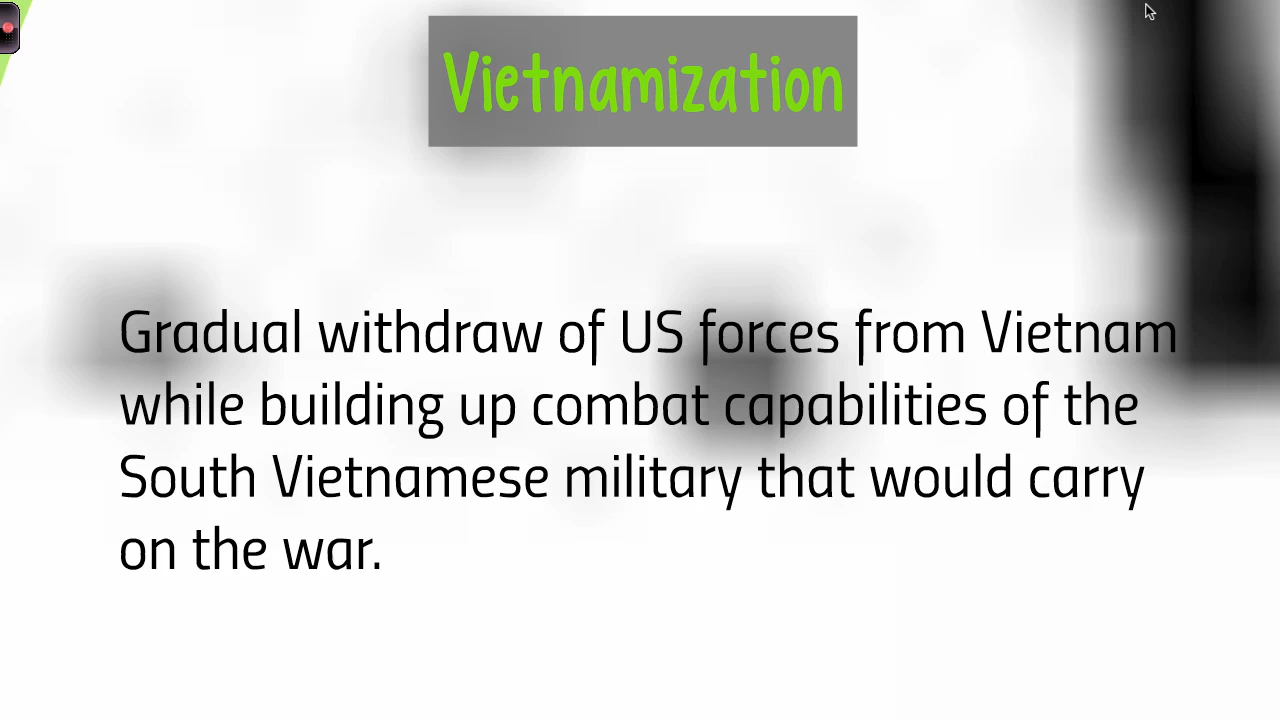 Vietnamization
Gradual withdraw of US forces from Vietnam
while building up combat capabilities of the
South Vietnamese military that would carry
on the war.